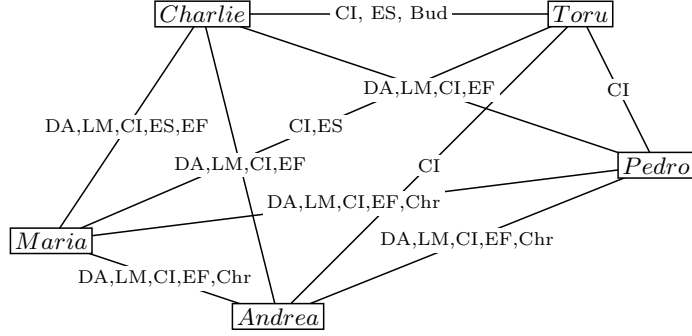 Charlie
CI, ES, Bud
Toru
DA,LM,CI,EF
CI
DA,LM,CI,ES,EF
CI,ES
DA,LM,CI,EF
CI
Pedro
DA,LM,CI,EF,Chr
Maria
DA,LM,CI,EF,Chr
DA,LM,CI,EF,Chr
Andrea